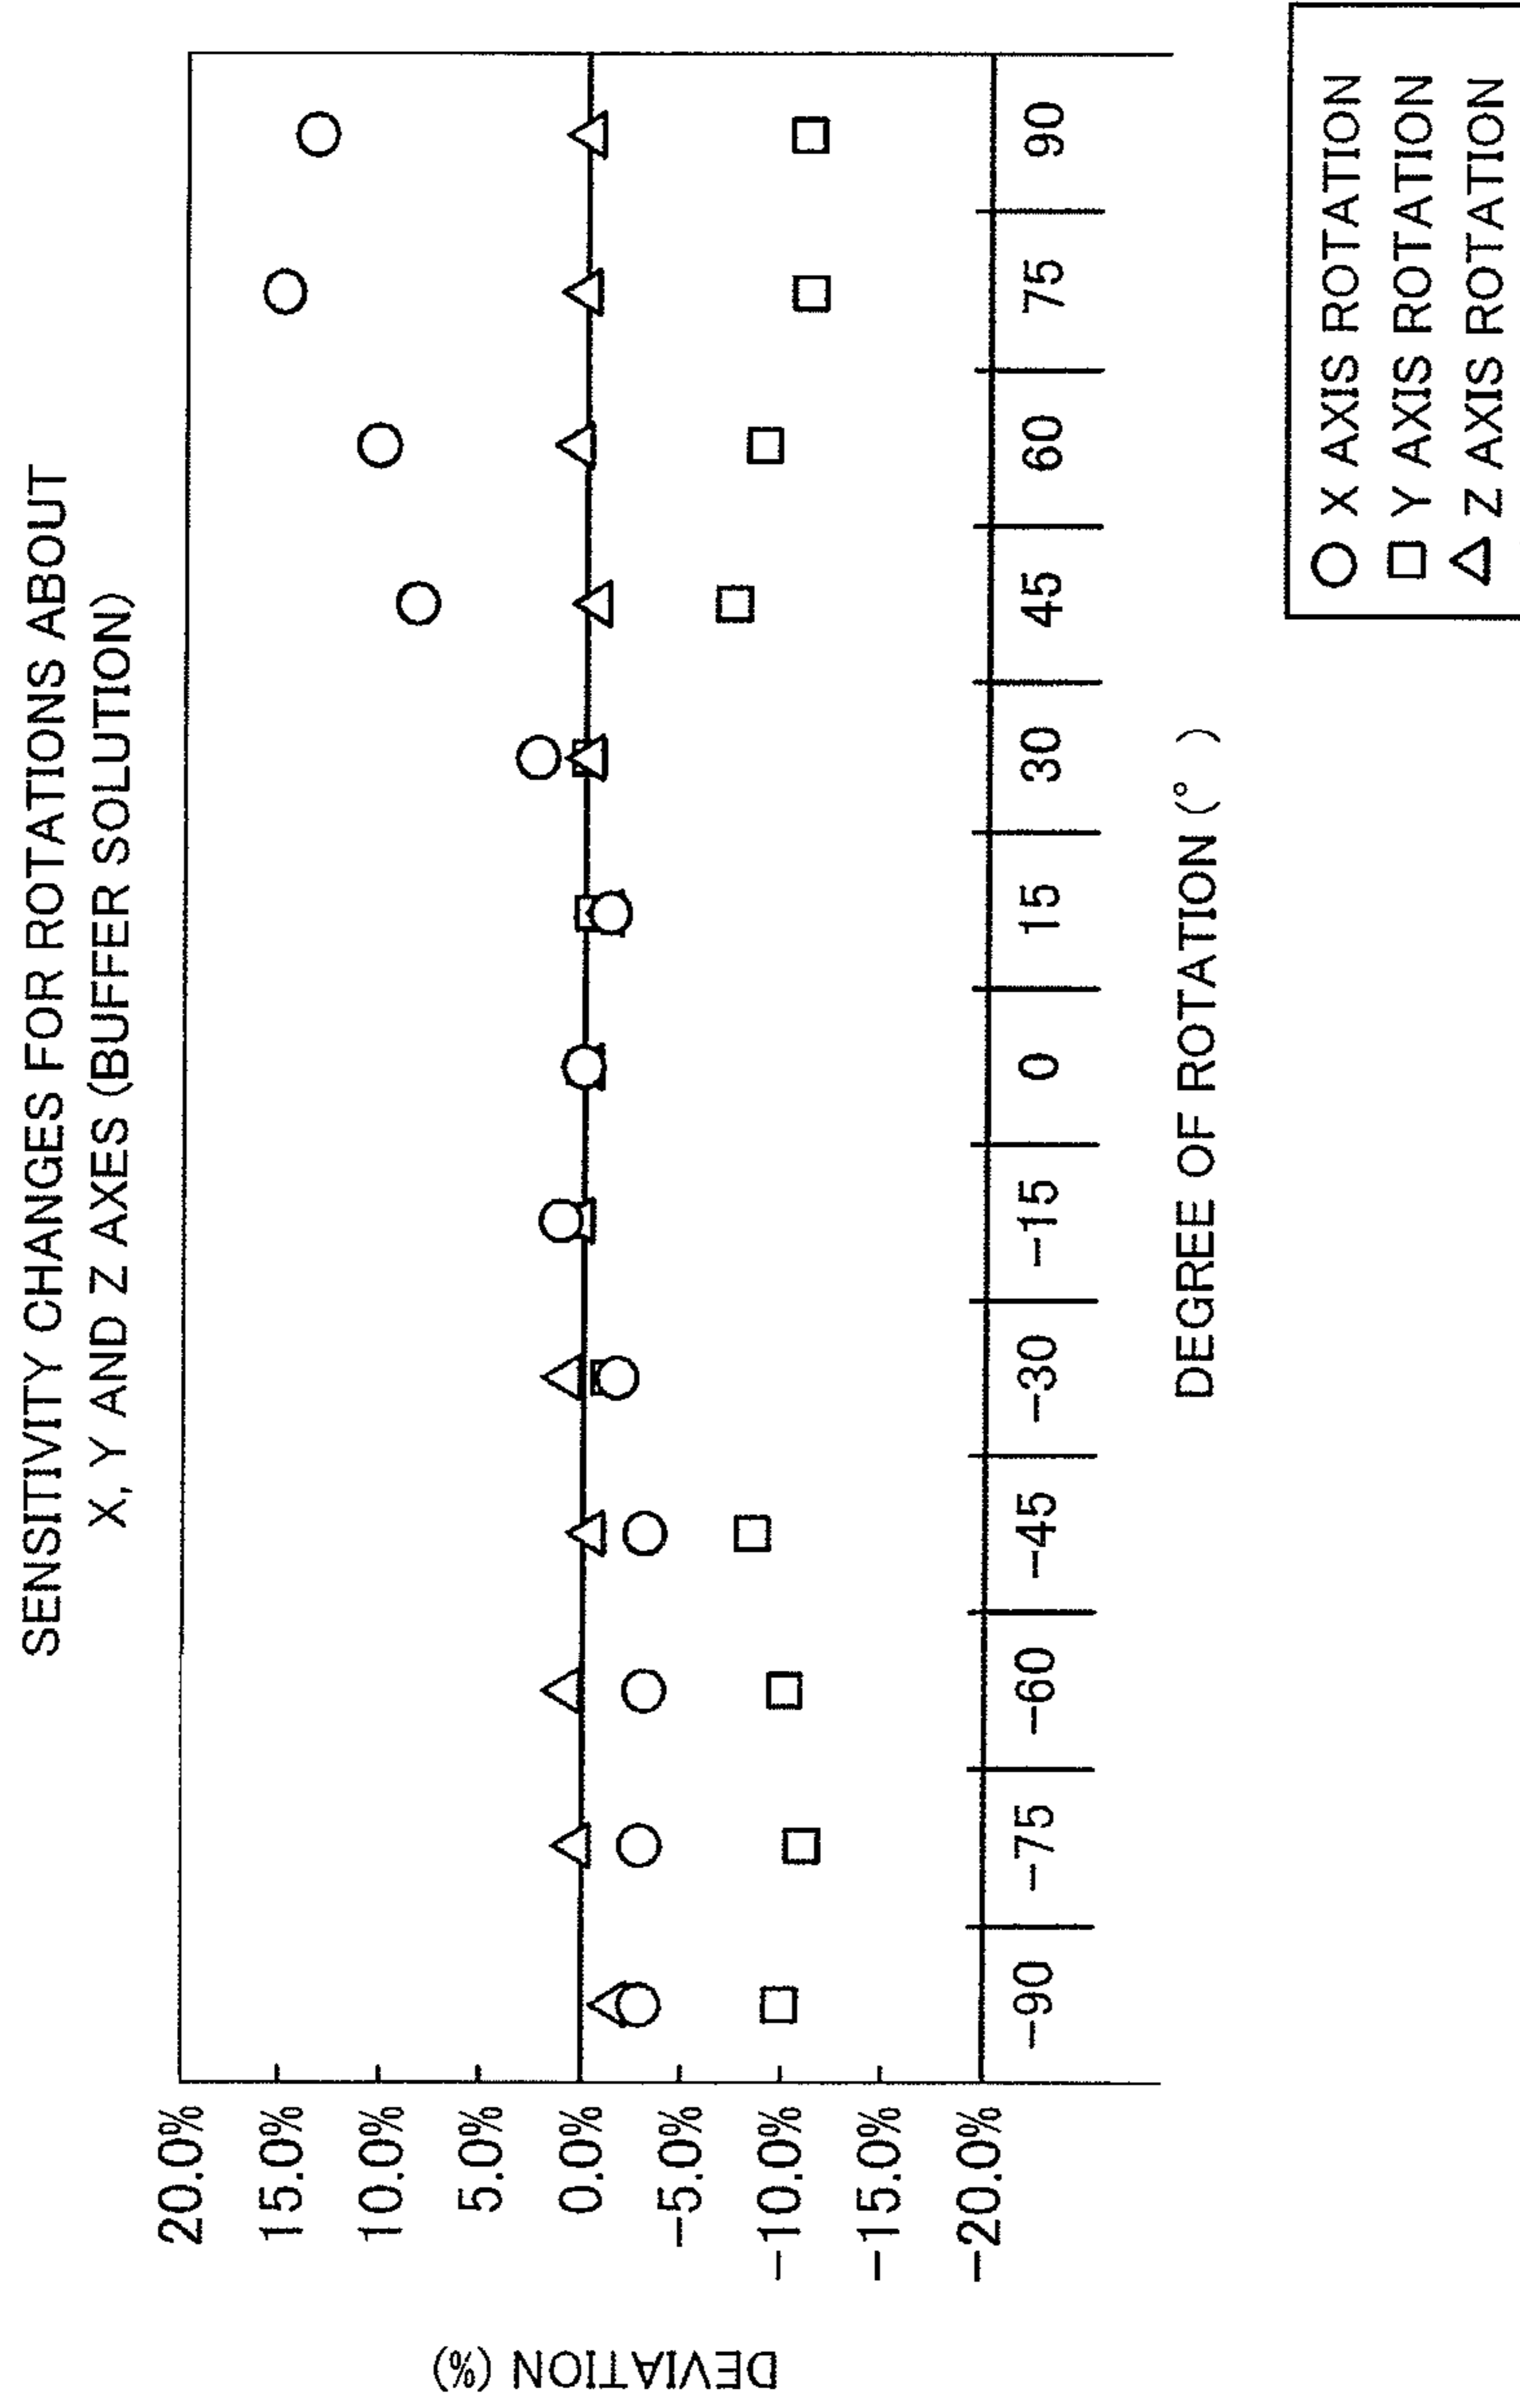 SENSITIVITY CHANGES FOR ROTATIONS ABOUT
X, Y AND Z AXES (BUFFER SOLUTION)
DEVIATION (%)
20.0%
15.0%
10.0%
5.0%
0.0%
-5.0%
-10.0%
-15.0%
-20.0%
-90 -75 -60 -45 -30 -15 0 15 30 45 60 75 90
DEGREE OF ROTATION (° )
X AXIS ROTATION
Y AXIS ROTATION
Z AXIS ROTATION